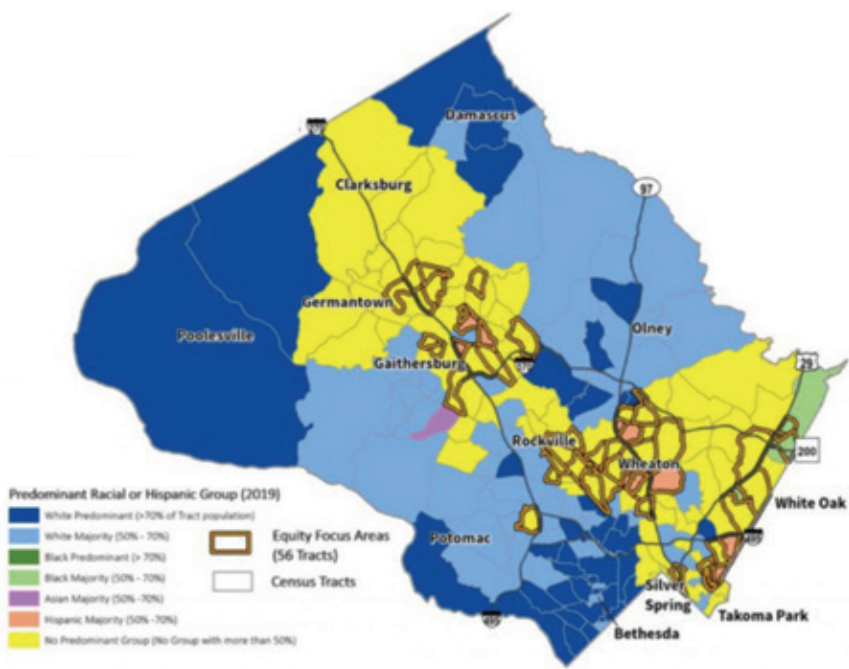 Damascus
97
Clarksburg
Germantown
Poolesville
Olney
Gaithersburg
29
Rockville
200
Wheaton
White Oak
Potomac
495
Silver
Spring
Takoma Park
Bethesda
495
Predominant Racial or Hispanic Group (2019)
White Predominant (>70% of Tract population)
White Majority (50% - 70%)
Black Predominant (> 70%)
Black Majority (50% - 70%)
Asian Majority (50% -70%)
Hispanic Majority (50% -70%)
No Predominant Group (No Group with more than 50%)
Equity Focus Areas
(56 Tracts)
Census Tracts